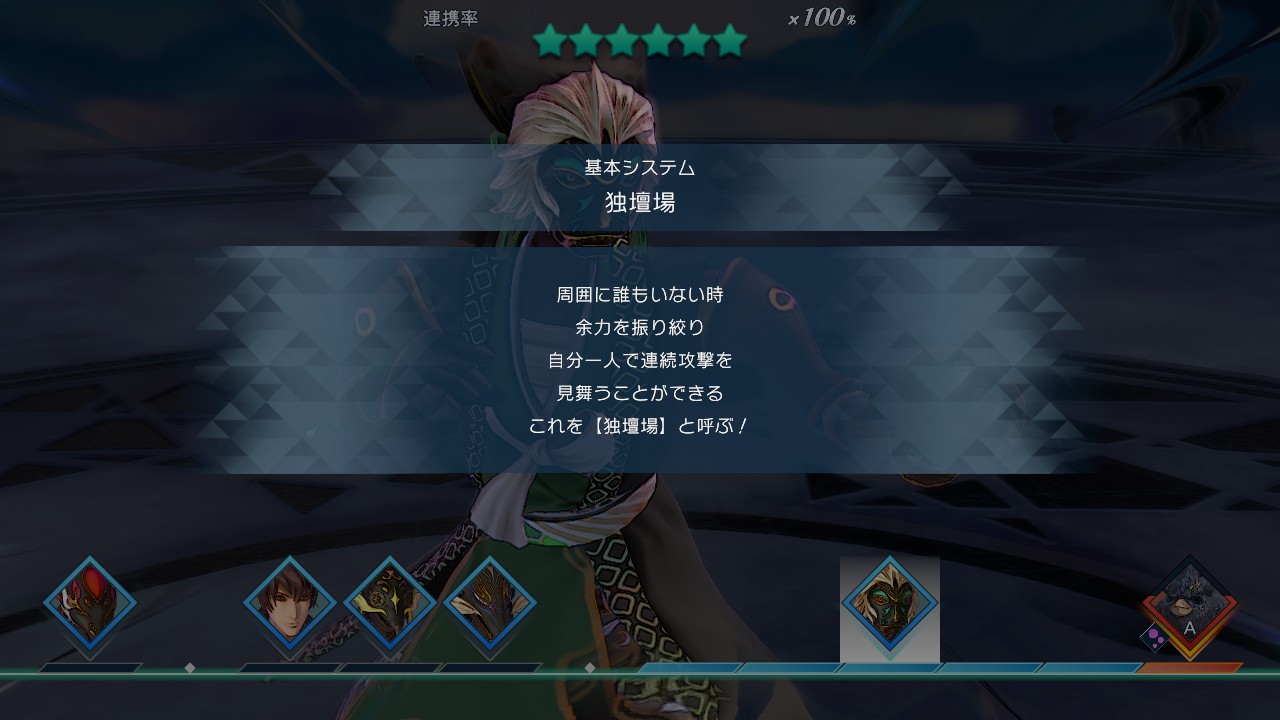 連携率
×100%
基本システム
独壇場
周囲に誰もいない時
余力を振り絞り
自分一人で連続攻撃を
見舞うことができる
これを【独壇場】と呼ぶ!
A